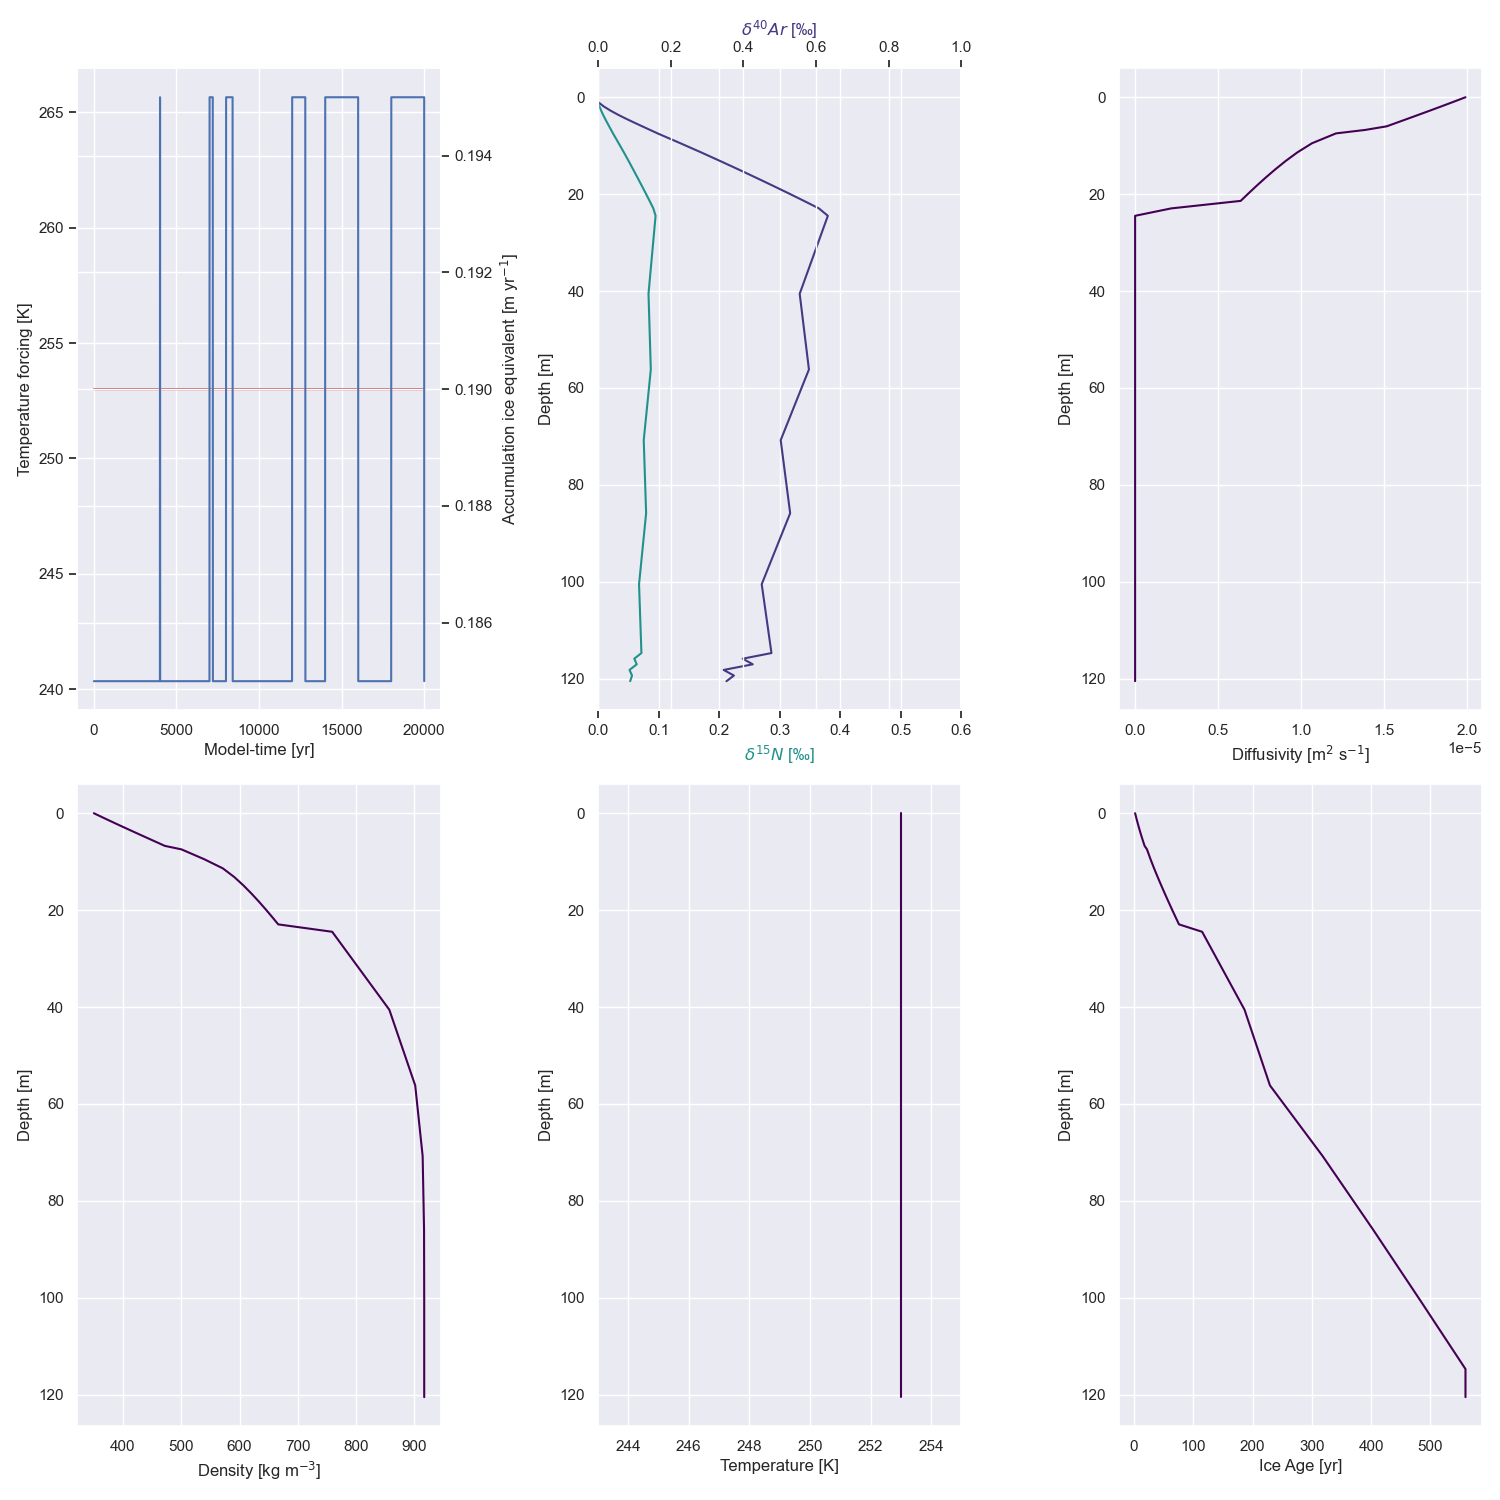 δ⁴⁰Ar [‰]
0.0 0.2 0.4 0.6 0.8 1.0
Temperature forcing [K]
265
260
255
250
245
240
0 5000 10000 15000 20000
Model-time [yr]
0.194
0.192
0.190
0.188
0.186
Accumulation ice equivalent [m yr⁻¹]
Depth [m]
0
20
40
60
80
100
120
0.0 0.1 0.2 0.3 0.4 0.5 0.6
δ¹⁵N [‰]
Depth [m]
0
20
40
60
80
100
120
0.0 0.5 1.0 1.5 2.0
1e−5
Diffusivity [m² s⁻¹]
Depth [m]
0
20
40
60
80
100
120
400 500 600 700 800 900
Density [kg m⁻³]
Depth [m]
0
20
40
60
80
100
120
244 246 248 250 252 254
Temperature [K]
Depth [m]
0
20
40
60
80
100
120
0 100 200 300 400 500
Ice Age [yr]